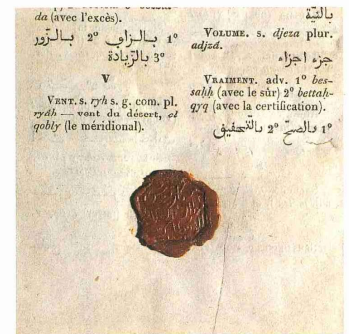 da (avec l'excès).
1° بالزاف 2° بالزور
3° بالزيادة
V
VENT. s. ryh s. g. com. pl.
ryâh — vent du désert, el
qobly (le méridional).
بالنية
VOLUME. s. djeza plur.
adjzâ.
جزء اجزاء
VRAIMENT. adv. 1° bes-
sahh (avec le sûr) 2° bettah-
qyq (avec la certification).
1° بالصح 2° بالتحقيق